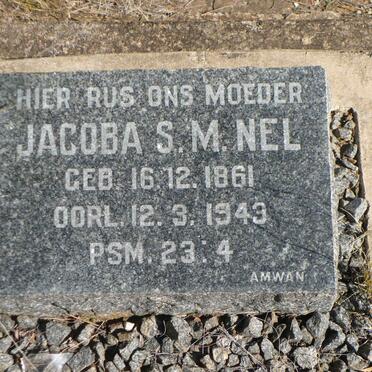 HIER RUS ONS MOEDER
JACOBA S. M. NEL
GEB. 16. 12. 1861
OORL. 12. 3. 1943
PSM. 23: 4
AMWAN